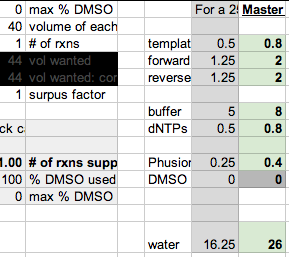 0 max % DMSO For a 25 Master
40 volume of each
1 # of rxns templat 0.5 0.8
44 vol wanted forward 1.25 2
44 vol wanted: cor reverse 1.25 2
1 surpus factor
buffer 5 8
ck ca dNTPs 0.5 0.8
1.00 # of rxns supp Phusion 0.25 0.4
100 % DMSO used DMSO 0 0
0 max % DMSO
water 16.25 26